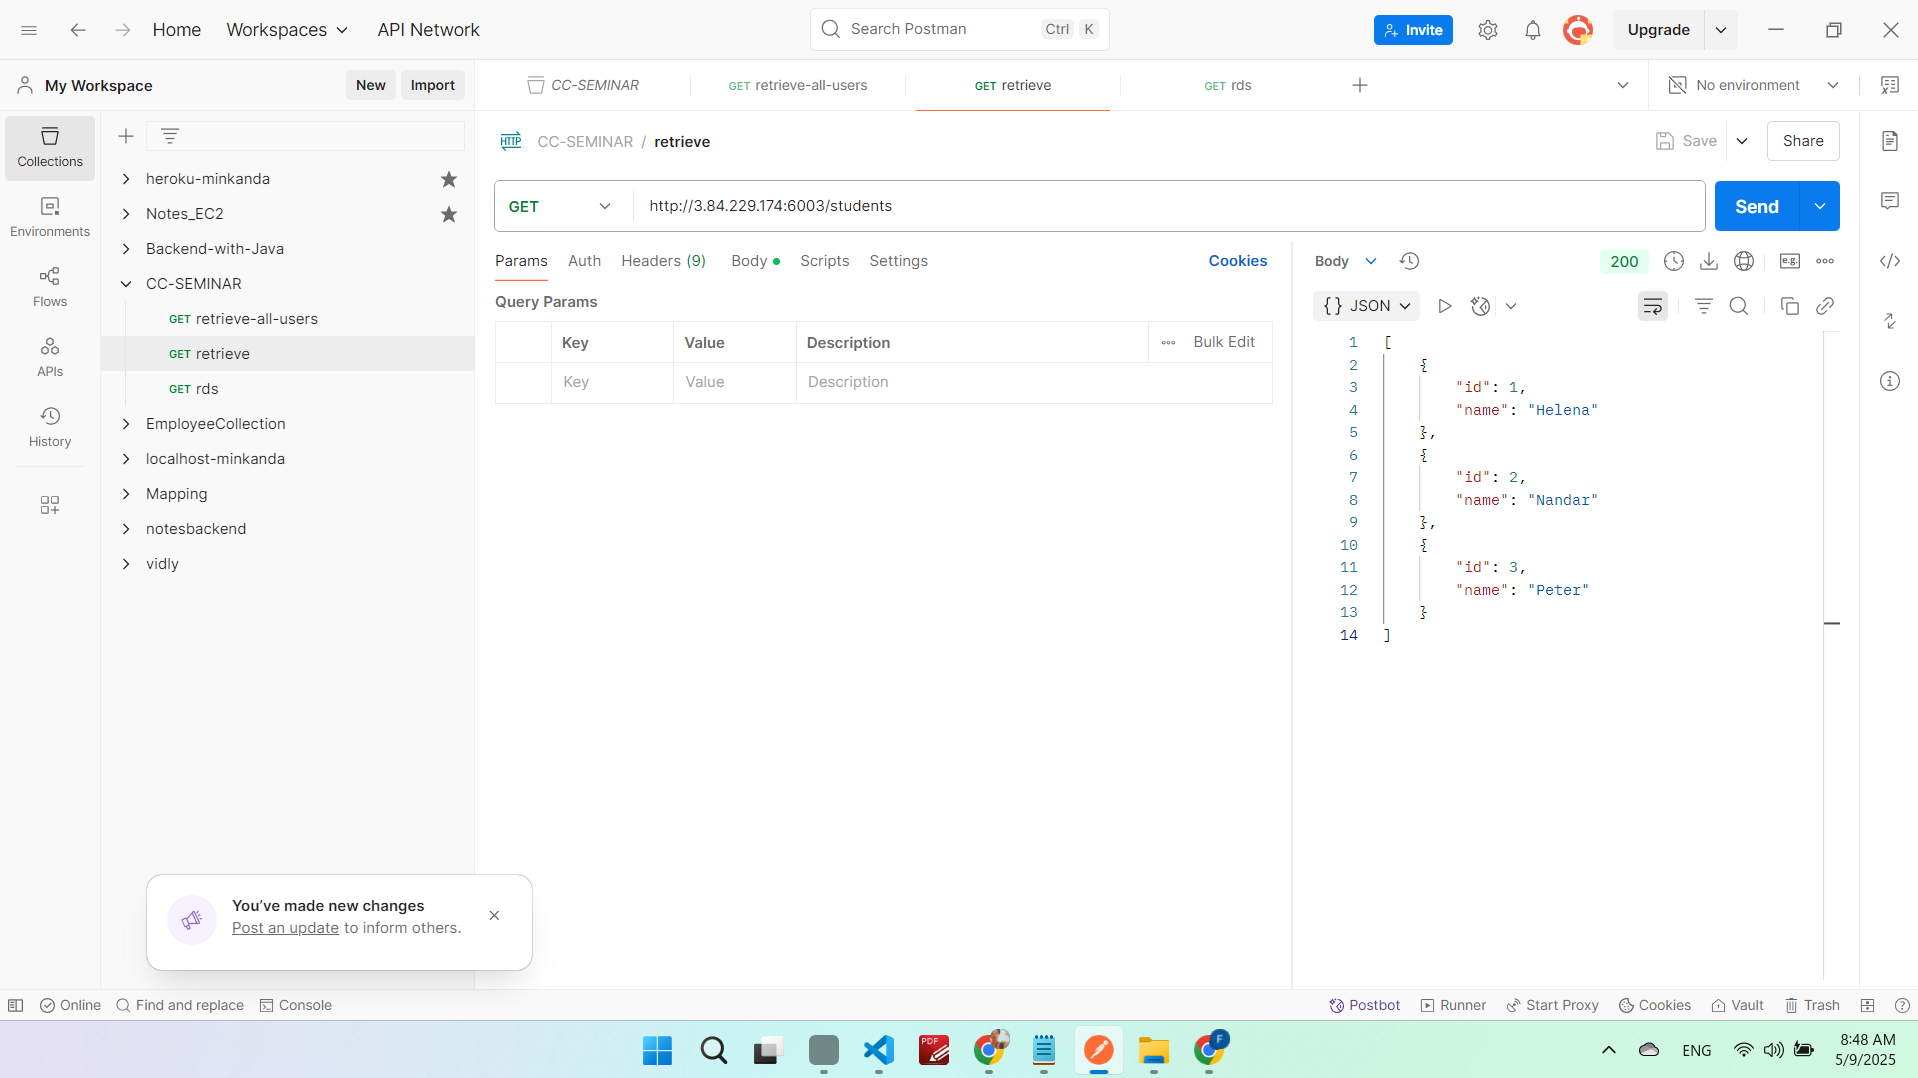 Home Workspaces API Network Search Postman Ctrl K Invite Upgrade
My Workspace New Import CC-SEMINAR GET retrieve-all-users GET retrieve GET rds No environment
Collections
Environments
Flows
APIs
History
heroku-minkanda
Notes_EC2
Backend-with-Java
CC-SEMINAR
GET retrieve-all-users
GET retrieve
GET rds
EmployeeCollection
localhost-minkanda
Mapping
notesbackend
vidly
HTTP CC-SEMINAR / retrieve Save Share
GET http://3.84.229.174:6003/students Send
Params Auth Headers (9) Body Scripts Settings Cookies
Query Params
Key Value Description Bulk Edit
Key Value Description
Body 200 e.g.
{} JSON
1 [
2 {
3 "id": 1,
4 "name": "Helena"
5 },
6 {
7 "id": 2,
8 "name": "Nandar"
9 },
10 {
11 "id": 3,
12 "name": "Peter"
13 }
14 ]
You’ve made new changes
Post an update to inform others.
Online Find and replace Console Postbot Runner Start Proxy Cookies Vault Trash
PDF F ENG 8:48 AM
5/9/2025